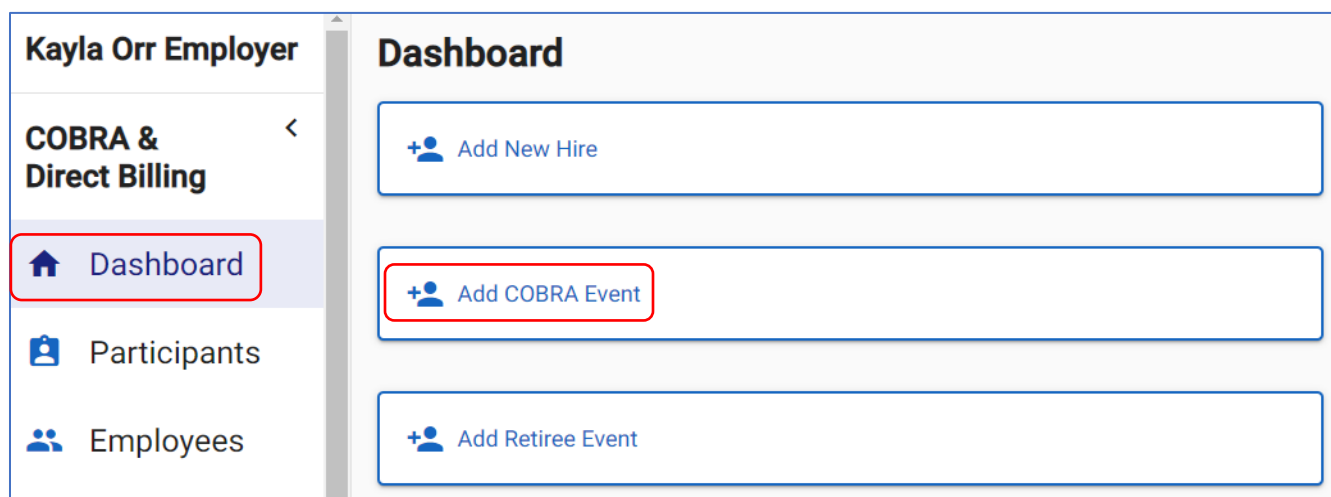 Kayla Orr Employer
COBRA &
Direct Billing
Dashboard
Participants
Employees
Dashboard
Add New Hire
Add COBRA Event
Add Retiree Event